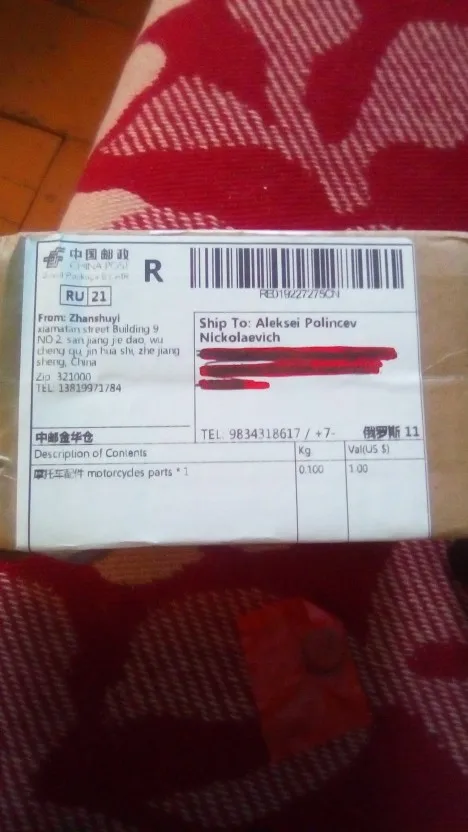 中国邮政
CHINA POST
R
RE019227275CN
RU 21
From: Zhanshuyi
xiamatan street Building 9
NO 2 san jiang jie dao, wu
cheng qu, jin hua shi, zhe jiang
sheng, China
Zip 321000
TEL: 13819971784
中邮金华仓
Ship To: Aleksei Polincev
Nickolaevich
TEL. 9834318617 / +7- 俄罗斯 11
Description of Contents Kg Val(US $)
摩托车配件 motorcycles parts * 1 0.100 1.00